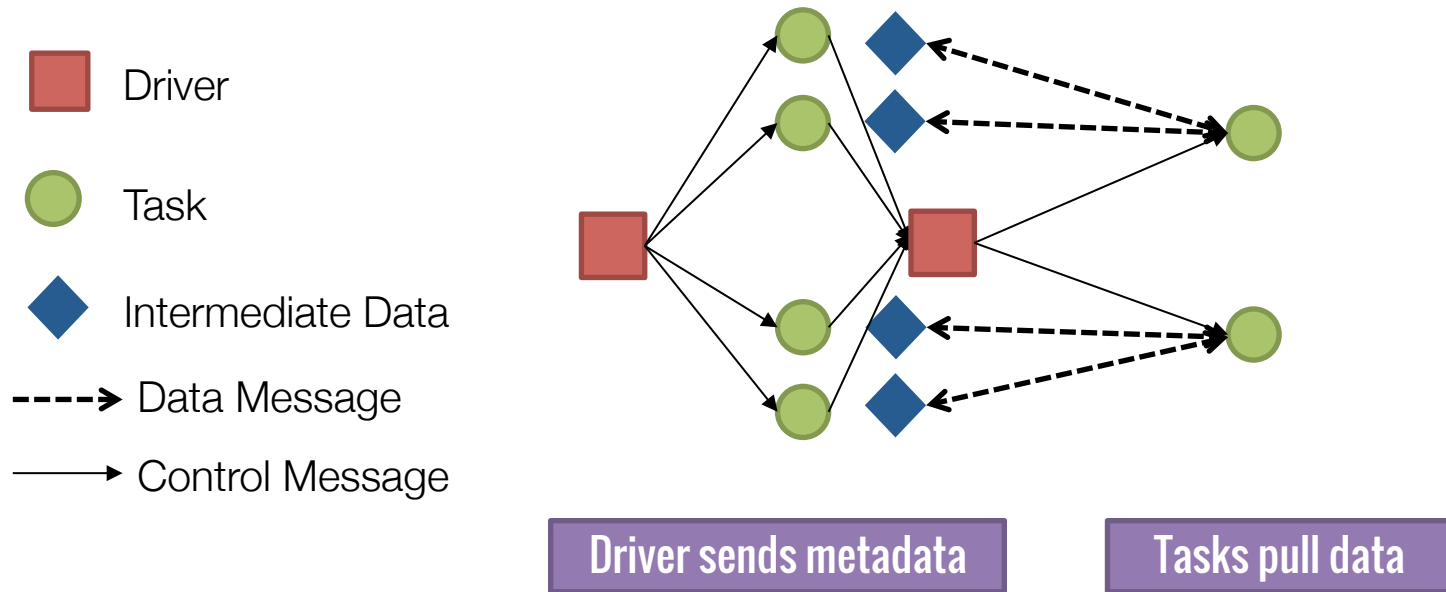 Driver
Task
Intermediate Data
Data Message
Control Message
Driver sends metadata
Tasks pull data